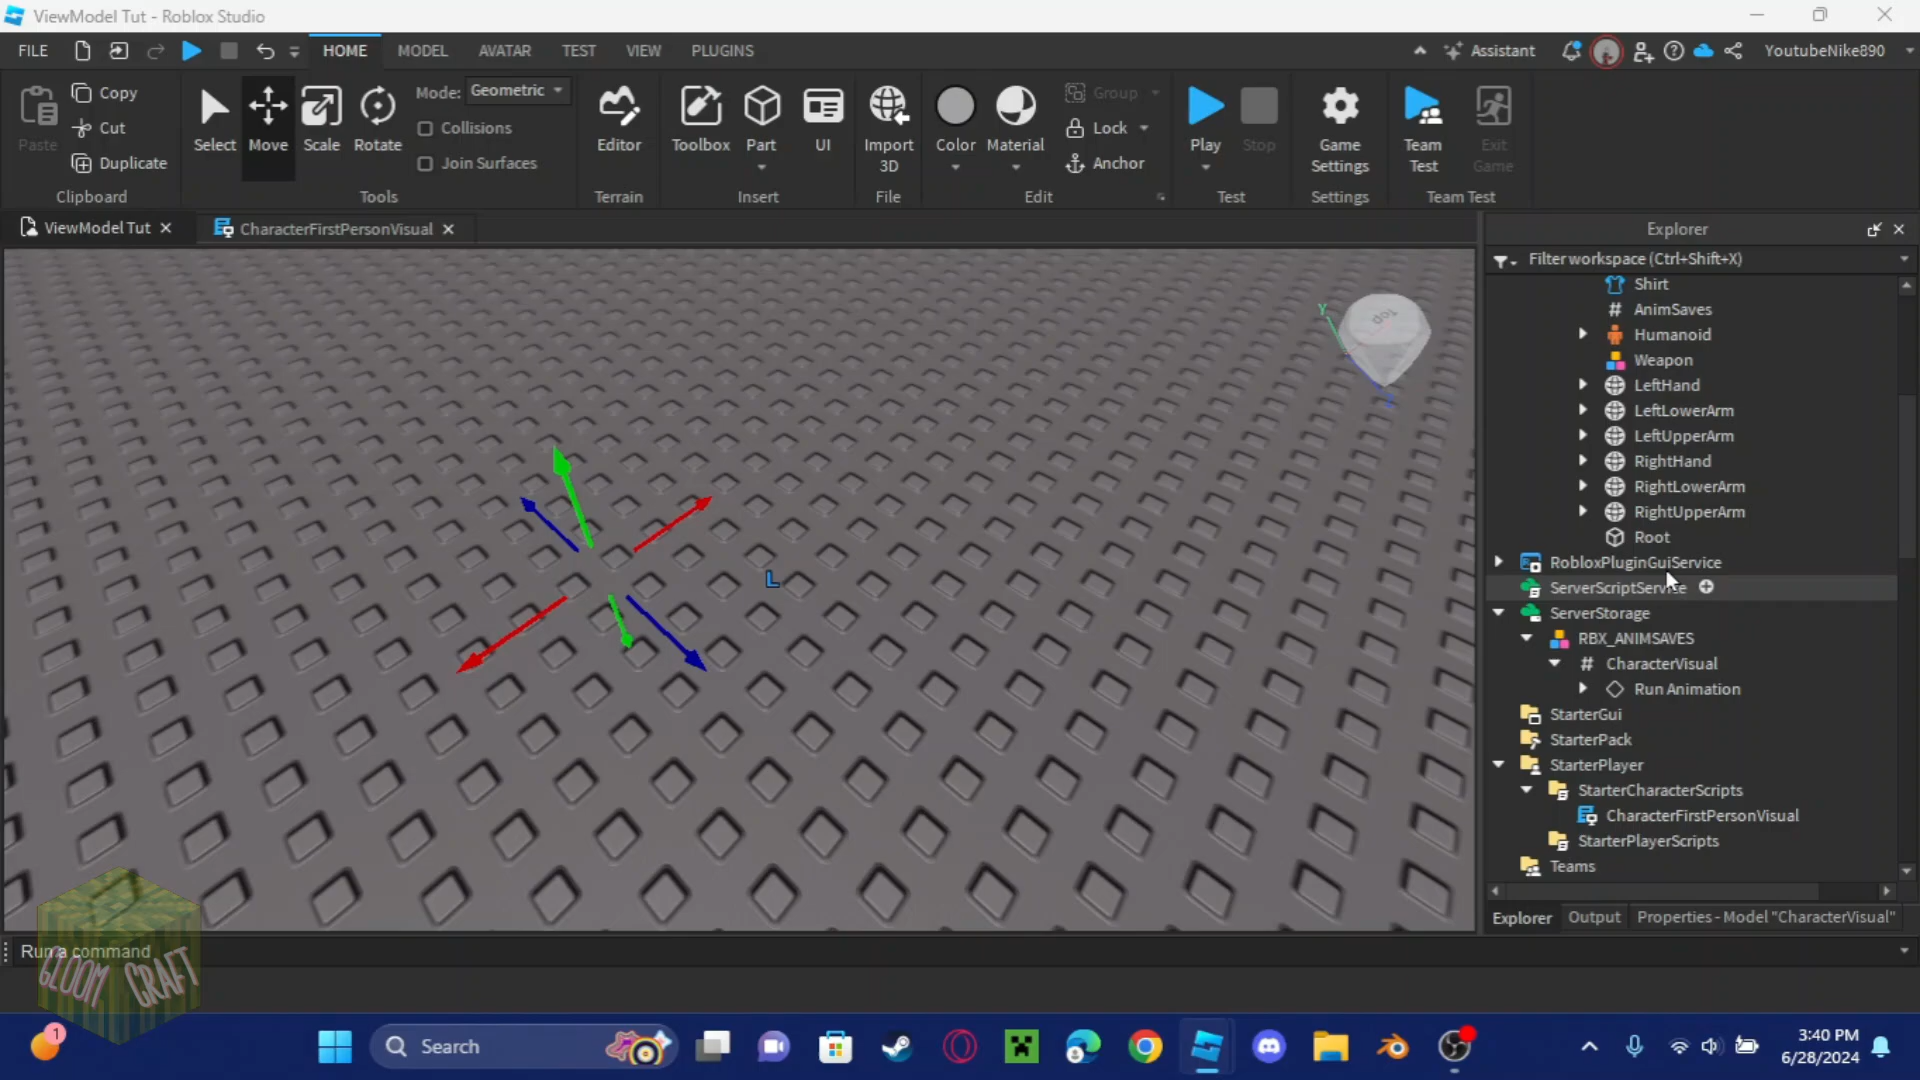 ViewModel Tut - Roblox Studio
FILE
HOME
MODEL
AVATAR
TEST
VIEW
PLUGINS
Assistant
YoutubeNike890
Paste
Copy
Cut
Duplicate
Clipboard
Select
Move
Scale
Rotate
Mode:
Geometric
Collisions
Join Surfaces
Tools
Editor
Terrain
Toolbox
Part
UI
Insert
Import
3D
File
Color
Material
Group
Lock
Anchor
Edit
Play
Stop
Test
Game
Settings
Settings
Team
Test
Exit
Game
Team Test
ViewModel Tut
CharacterFirstPersonVisual
Explorer
Filter workspace (Ctrl+Shift+X)
Shirt
AnimSaves
Humanoid
Weapon
LeftHand
LeftLowerArm
LeftUpperArm
RightHand
RightLowerArm
RightUpperArm
Root
RobloxPluginGuiService
ServerScriptService
ServerStorage
RBX_ANIMSAVES
CharacterVisual
Run Animation
StarterGui
StarterPack
StarterPlayer
StarterCharacterScripts
CharacterFirstPersonVisual
StarterPlayerScripts
Teams
Top
Y
Z
L
Explorer
Output
Properties - Model "CharacterVisual"
Run a command
GLOOM CRAFT
1
Search
3:40 PM
6/28/2024